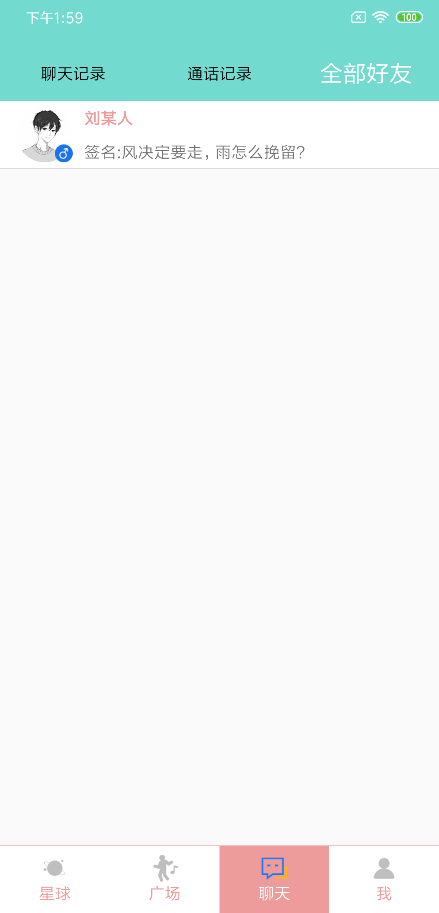 下午1:59
100
聊天记录 通话记录 全部好友
刘某人
签名:风决定要走，雨怎么挽留?
星球 广场 聊天 我